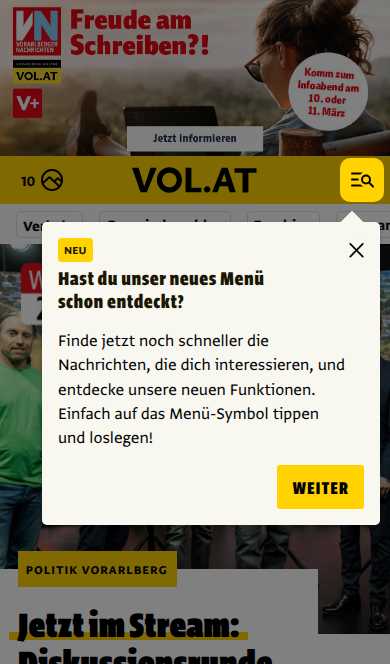 Freude am
Schreiben?!
VN
VORARLBERGER
NACHRICHTEN
VOL.AT
V+
Komm zum
Infoabend am
10. oder
11. März
Jetzt informieren
10
VOL.AT
NEU
Hast du unser neues Menü
schon entdeckt?
Finde jetzt noch schneller die
Nachrichten, die dich interessieren, und
entdecke unsere neuen Funktionen.
Einfach auf das Menü-Symbol tippen
und loslegen!
WEITER
POLITIK VORARLBERG
Jetzt im Stream:
Diskussionsrunde